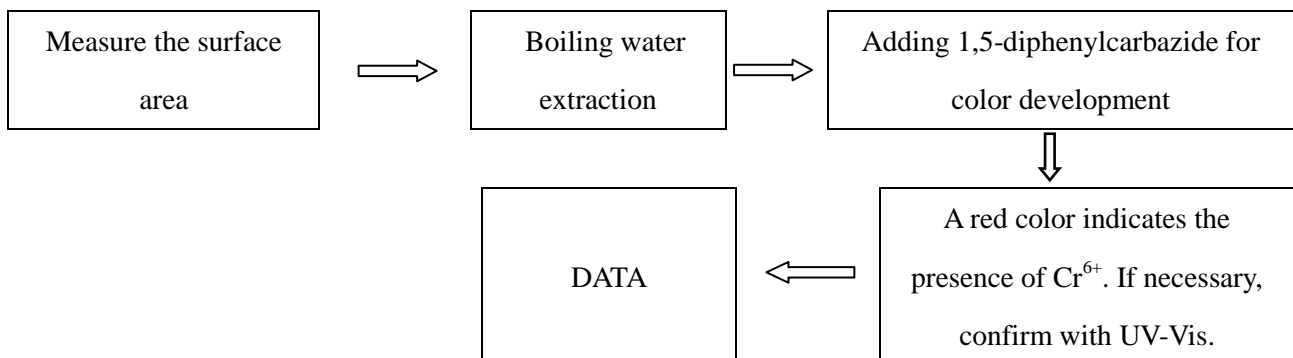 Measure the surface
area
Boiling water
extraction
Adding 1,5-diphenylcarbazide for
color development
A red color indicates the
presence of Cr⁶⁺. If necessary,
confirm with UV-Vis.
DATA